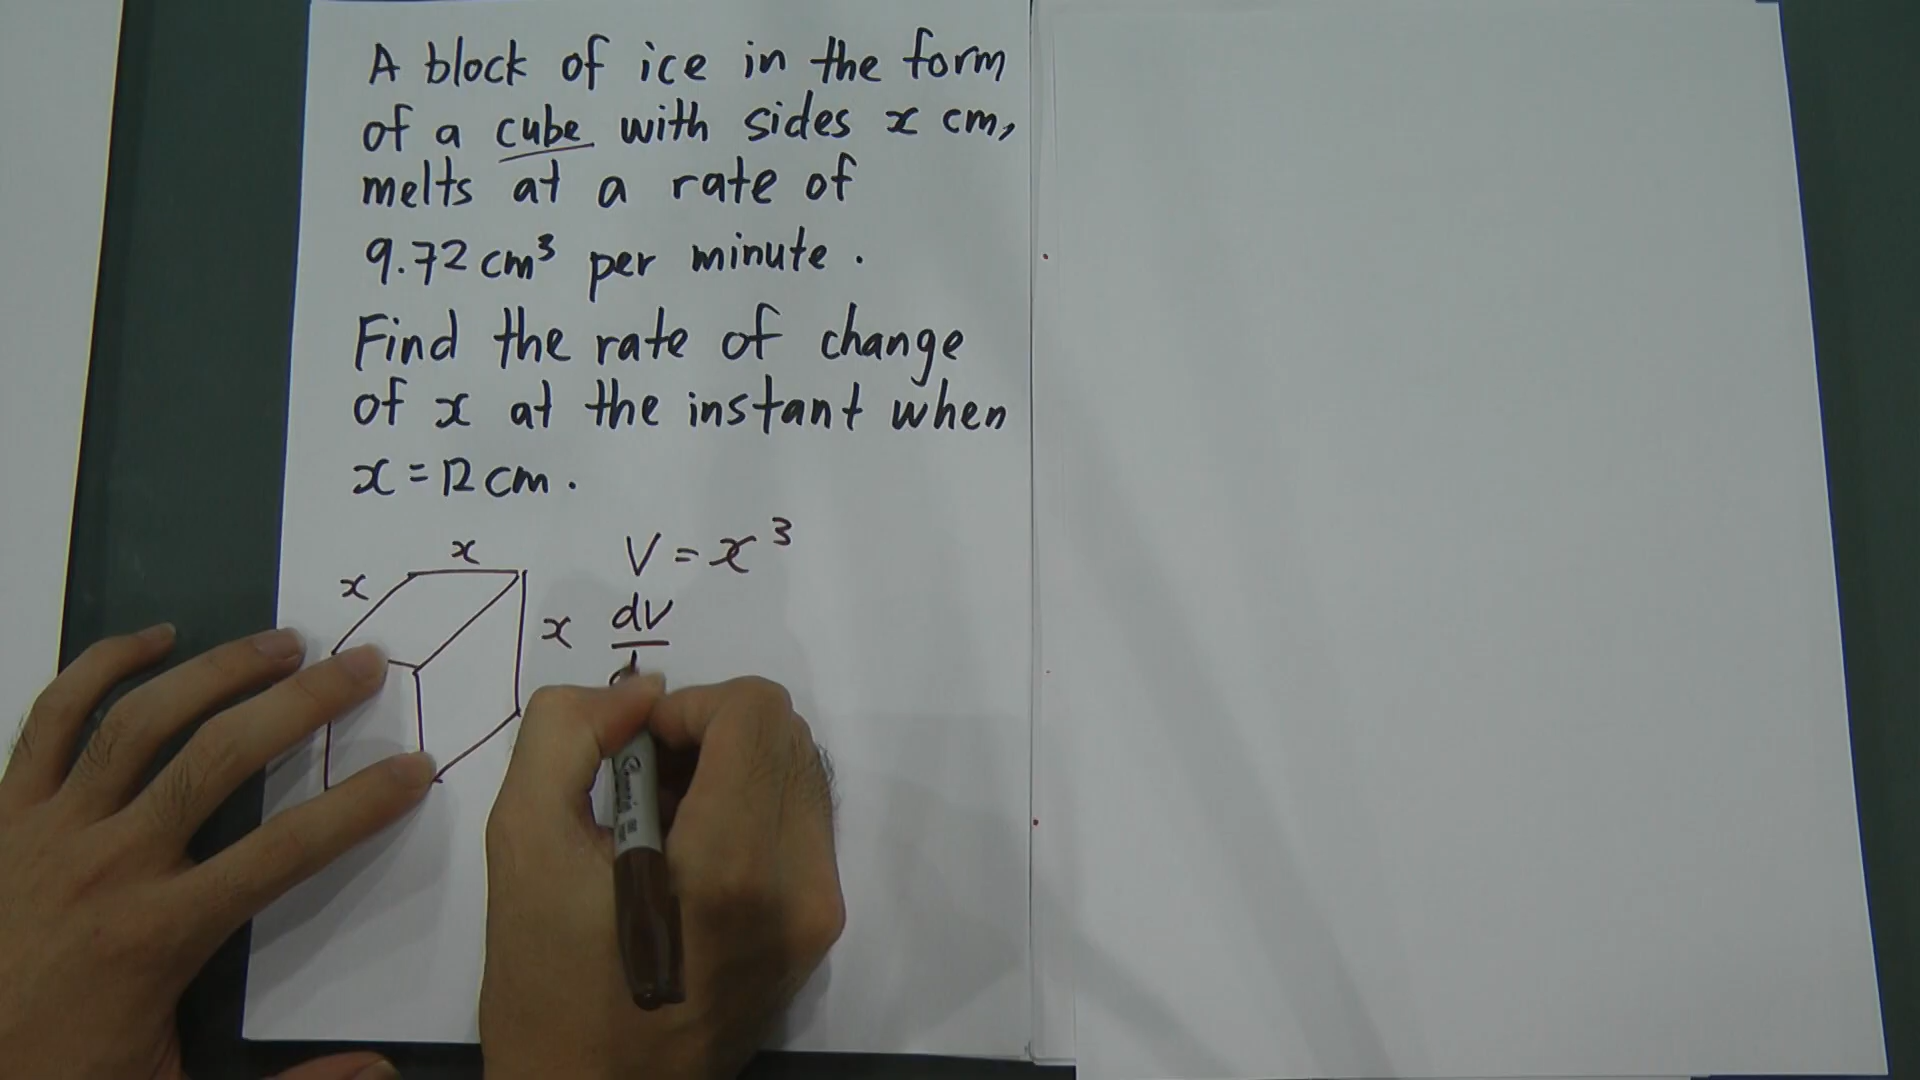 A block of ice in the form
of a cube with sides x cm,
melts at a rate of
9.72 cm³ per minute.
Find the rate of change
of x at the instant when
x = 12 cm.
x
x
x
V = x³
dV
d